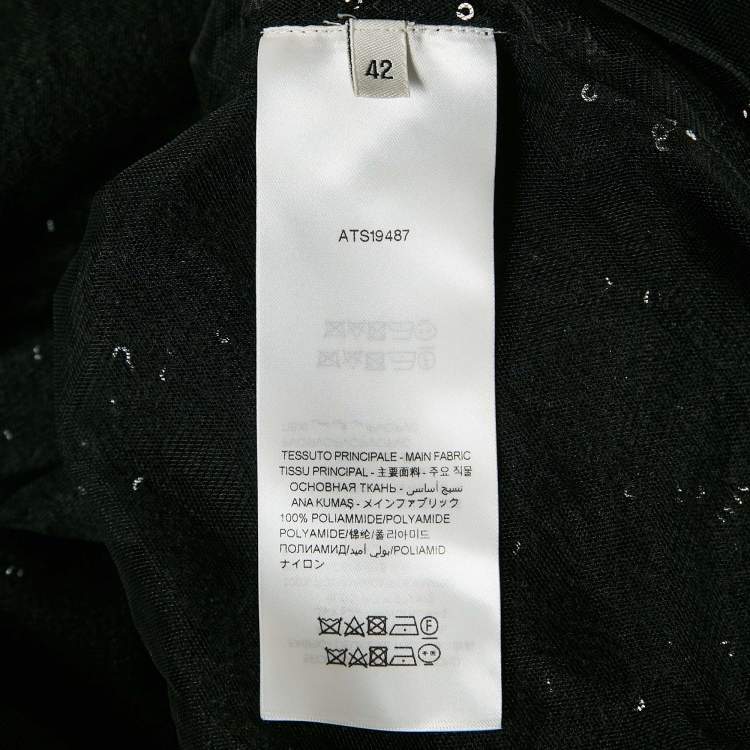 42
ATS19487
TESSUTO PRINCIPALE - MAIN FABRIC
TISSU PRINCIPAL - 主要面料 - 주요 직물
ОСНОВНАЯ ТКАНЬ - نسيج أساسي
ANA KUMAŞ - メインファブリック
100% POLIAMMIDE/POLYAMIDE
POLYAMIDE/锦纶/폴리아미드
ПОЛИАМИД/بولي أميد/POLIAMID
ナイロン
F